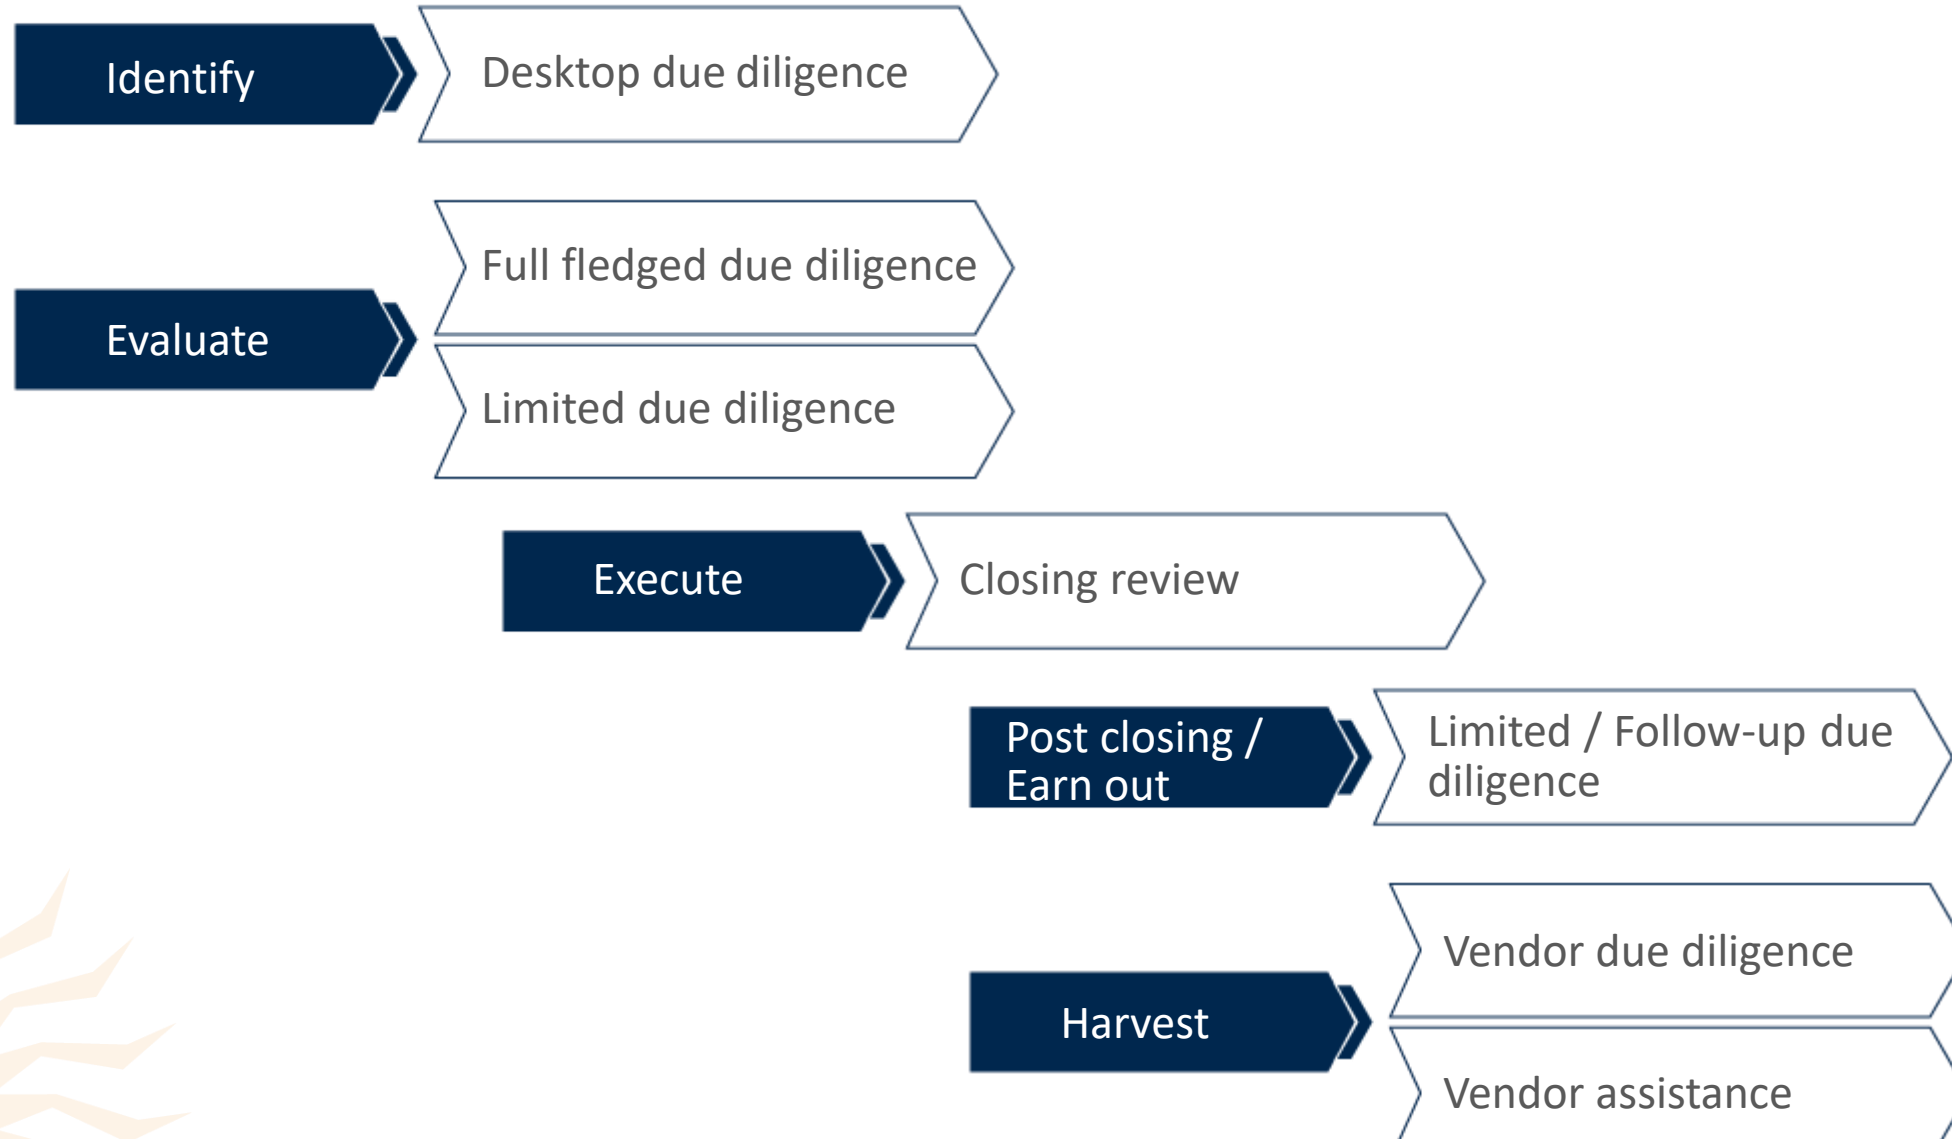 Identify
Desktop due diligence
Full fledged due diligence
Evaluate
Limited due diligence
Execute
Closing review
Post closing /
Earn out
Limited / Follow-up due
diligence
Vendor due diligence
Harvest
Vendor assistance